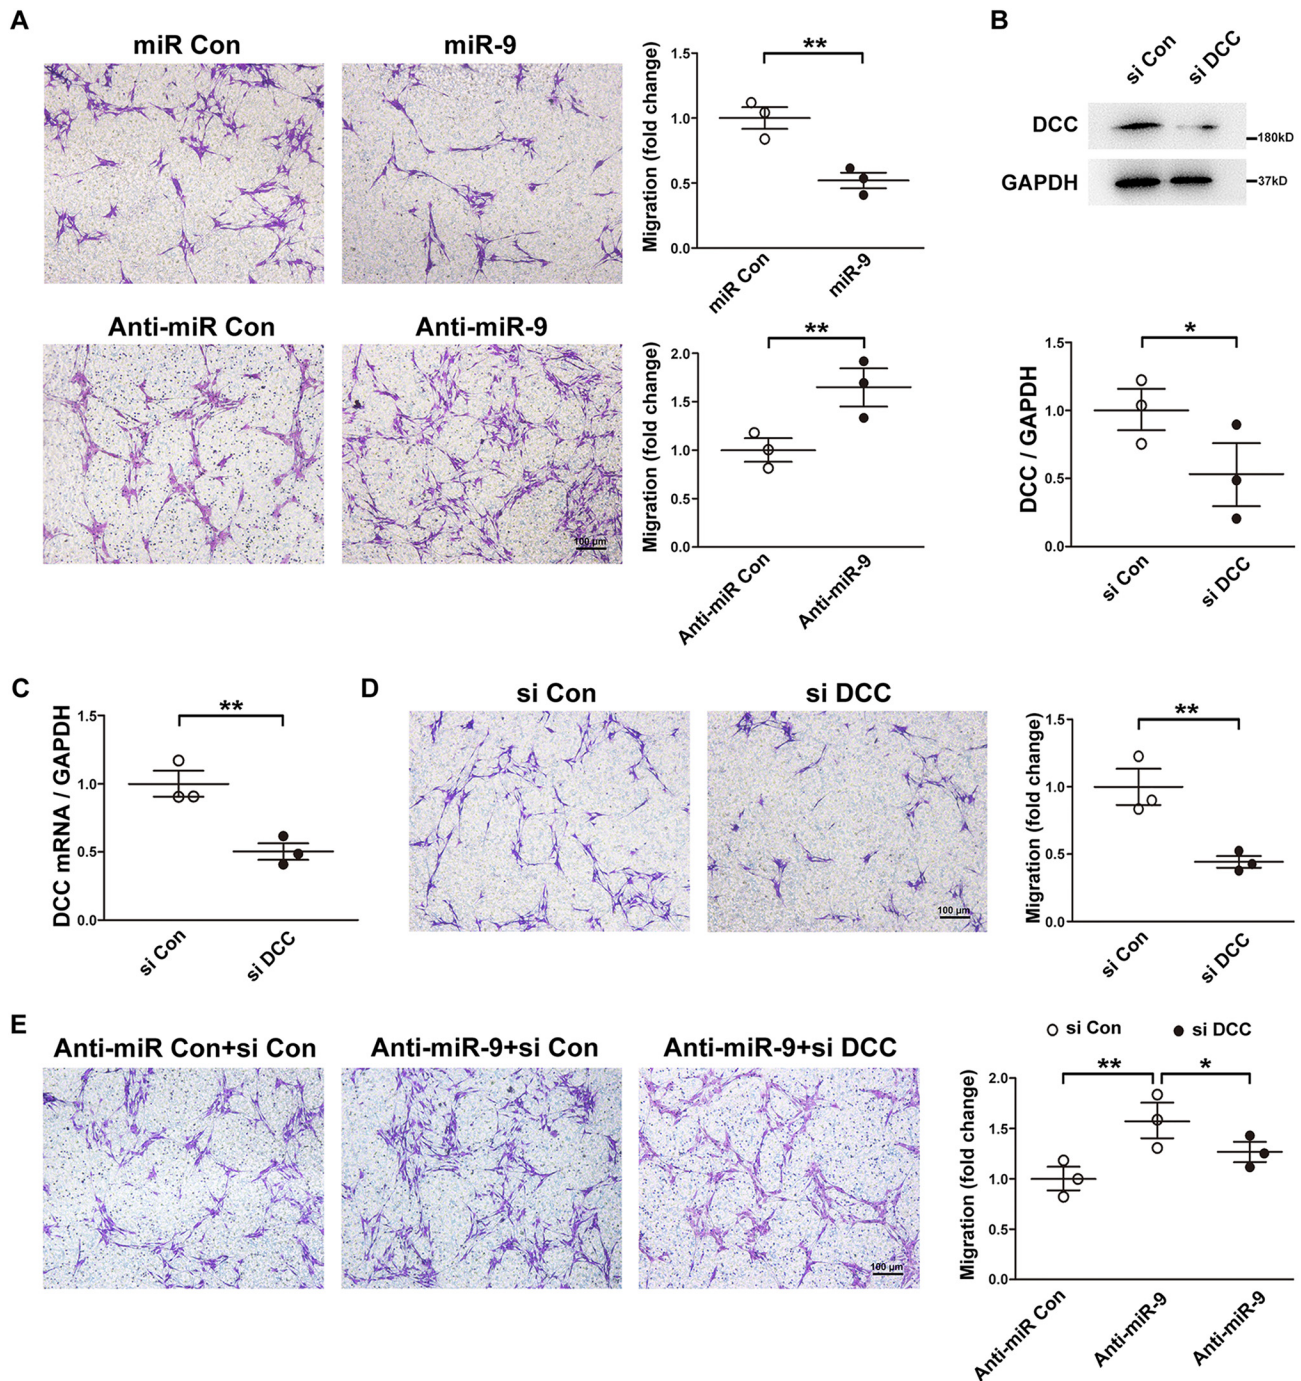 A
miR Con
miR-9
Migration (fold change)
1.5
1.0
0.5
0.0
**
miR Con
miR-9
Anti-miR Con
Anti-miR-9
100 µm
Migration (fold change)
2.0
1.5
1.0
0.5
0.0
**
Anti-miR Con
Anti-miR-9
B
si Con
si DCC
DCC
180kD
GAPDH
37kD
DCC / GAPDH
1.5
1.0
0.5
0.0
*
si Con
si DCC
C
DCC mRNA / GAPDH
1.5
1.0
0.5
0.0
**
si Con
si DCC
D
si Con
si DCC
100 µm
Migration (fold change)
1.5
1.0
0.5
0.0
**
si Con
si DCC
E
Anti-miR Con+si Con
Anti-miR-9+si Con
Anti-miR-9+si DCC
100 µm
si Con
si DCC
Migration (fold change)
2.0
1.5
1.0
0.5
0.0
**
*
Anti-miR Con
Anti-miR-9
Anti-miR-9